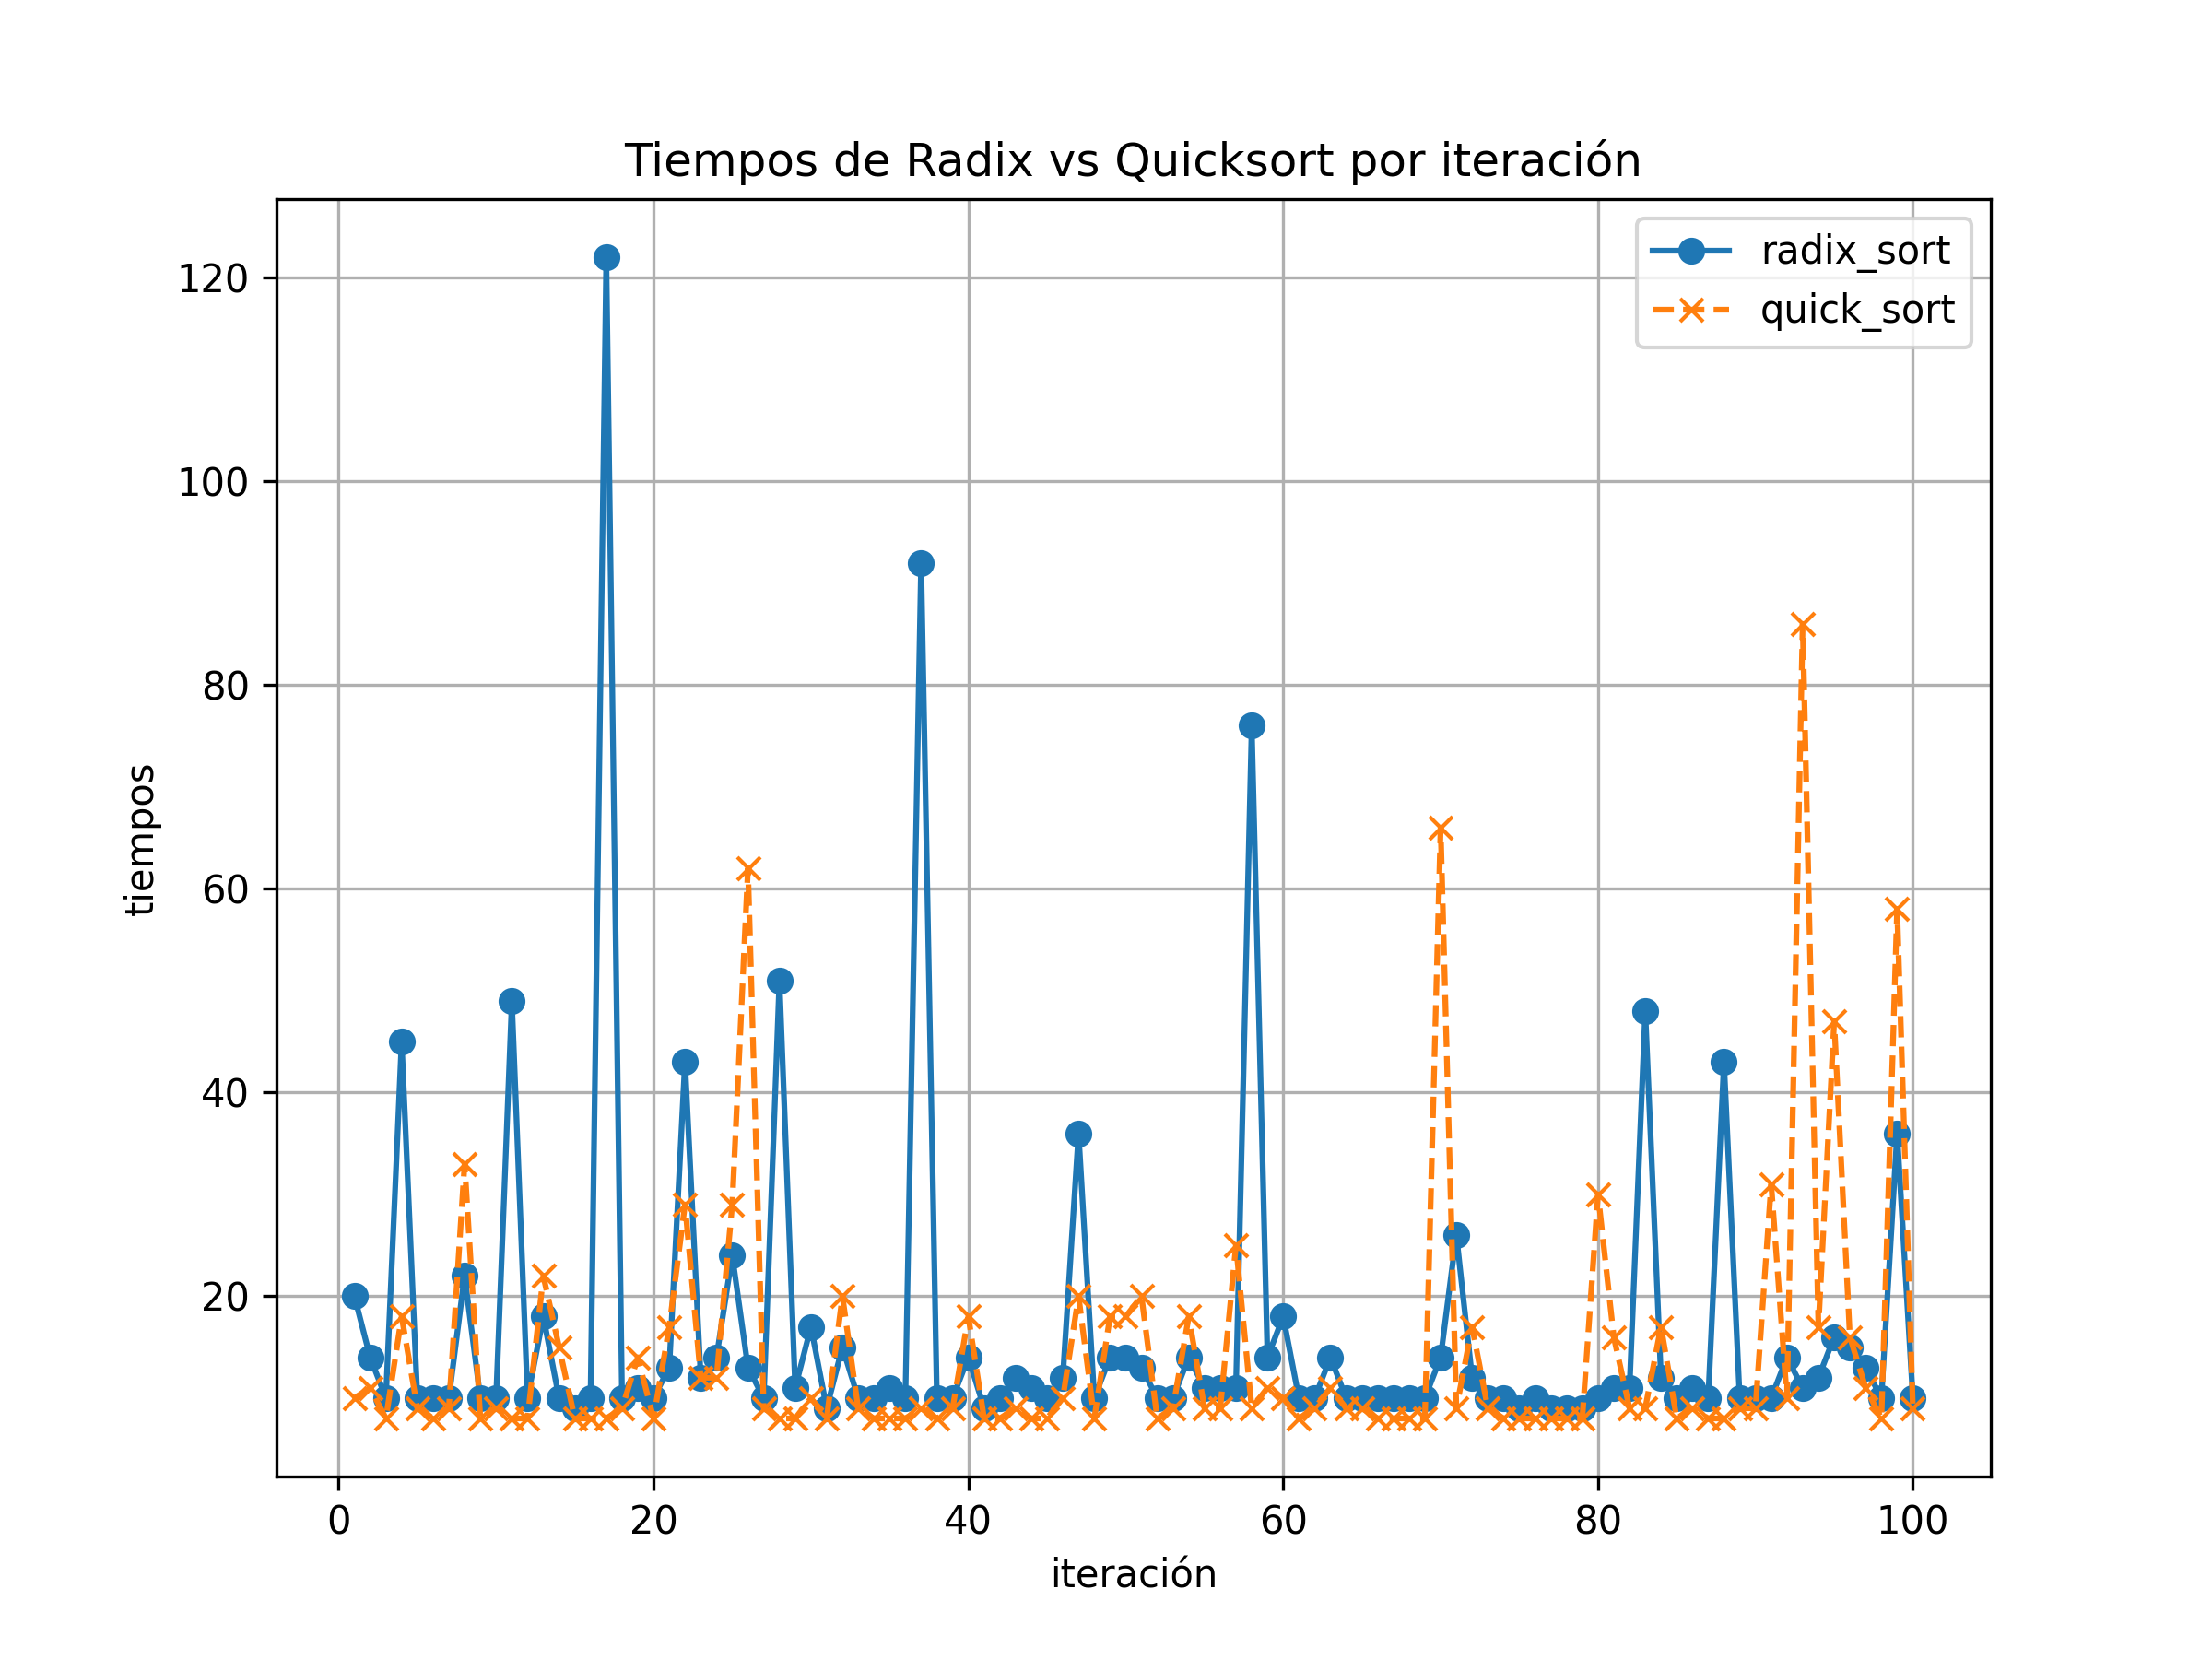 Tiempos de Radix vs Quicksort por iteración
radix_sort
quick_sort
120
100
80
60
40
20
tiempos
0 20 40 60 80 100
iteración